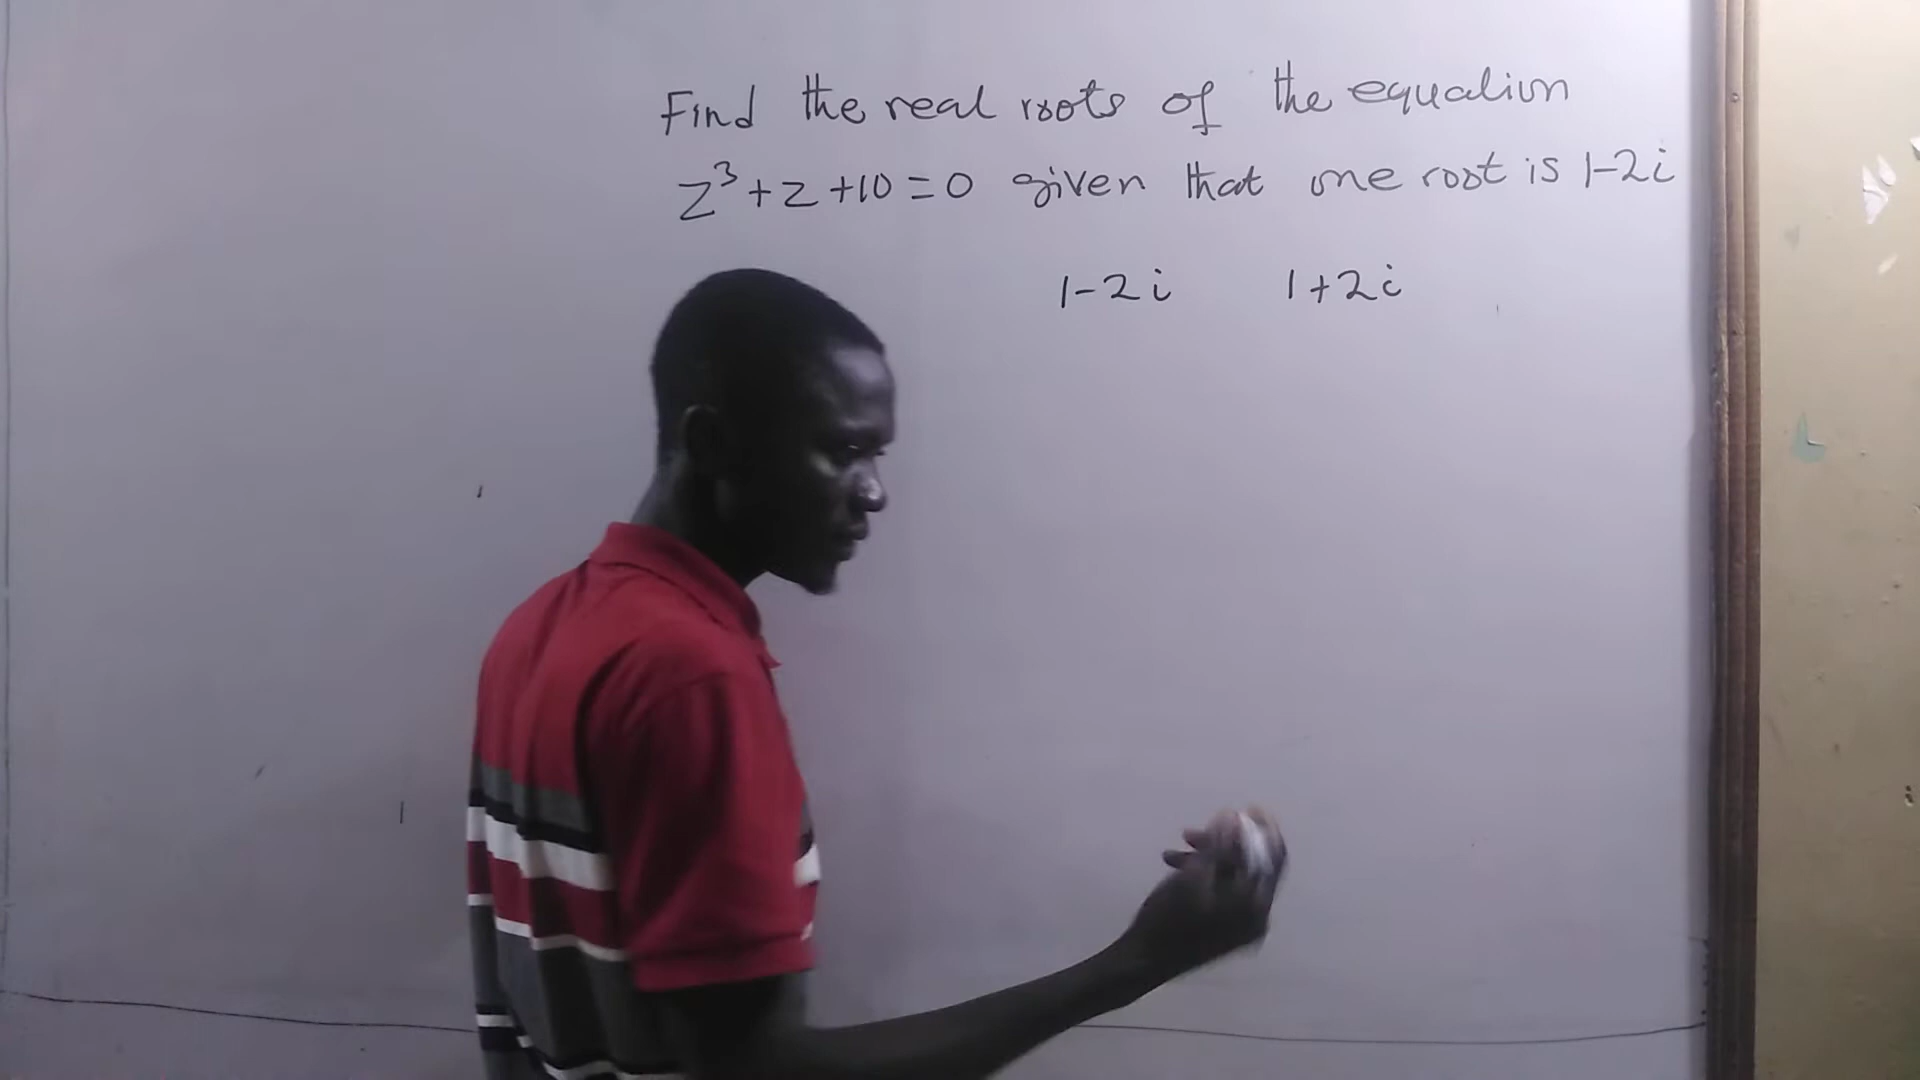 Find the real roots of the equation
z³+z+10=0 given that one root is 1-2i
1-2i 1+2i